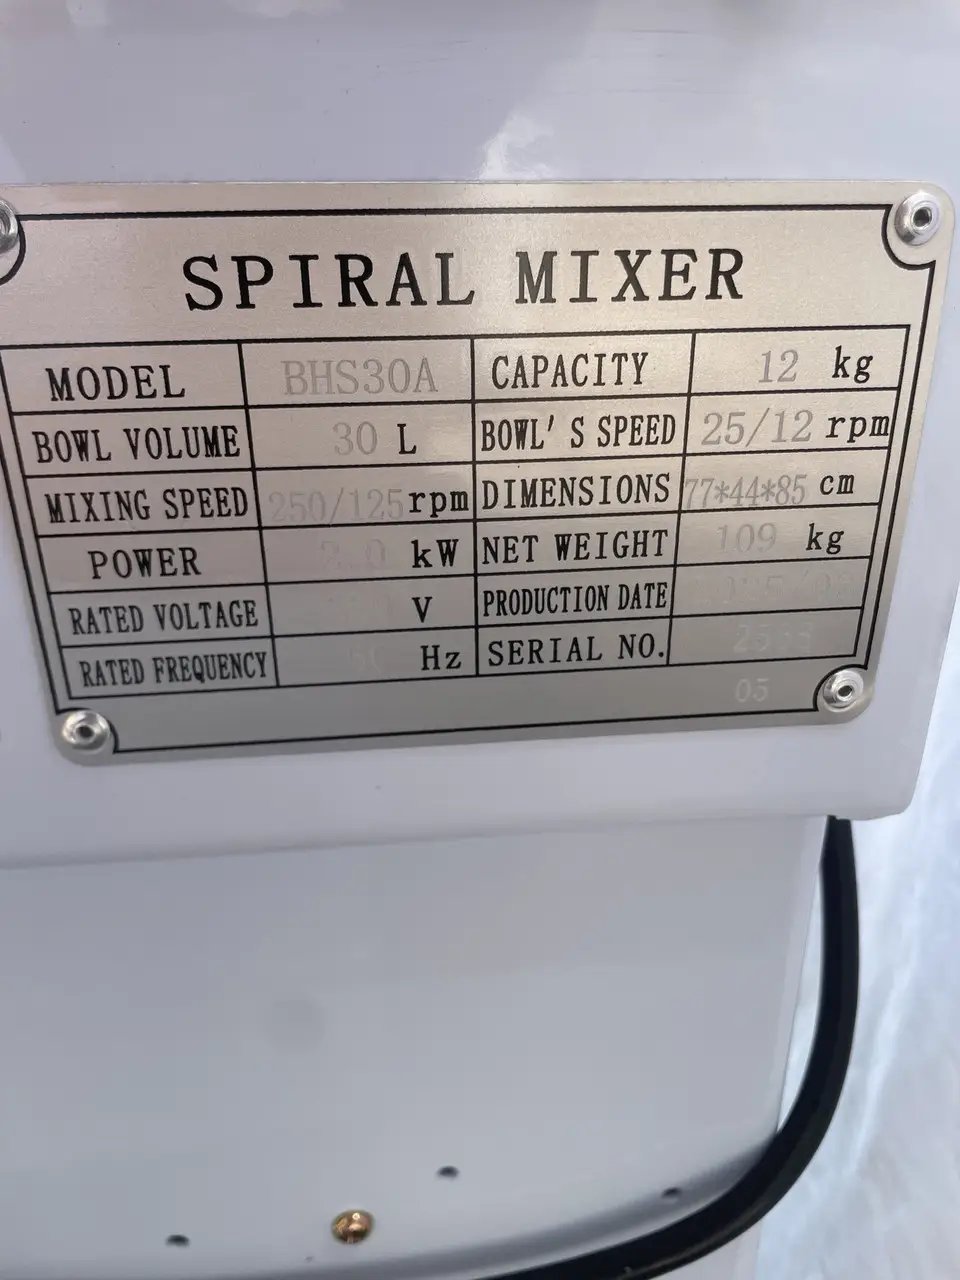 SPIRAL MIXER
MODEL BHS30A CAPACITY 12 kg
BOWL VOLUME 30 L BOWL' S SPEED 25/12 rpm
MIXING SPEED 250/125 rpm DIMENSIONS 77*44*85 cm
POWER kW NET WEIGHT 109 kg
RATED VOLTAGE V PRODUCTION DATE
RATED FREQUENCY Hz SERIAL NO.
05